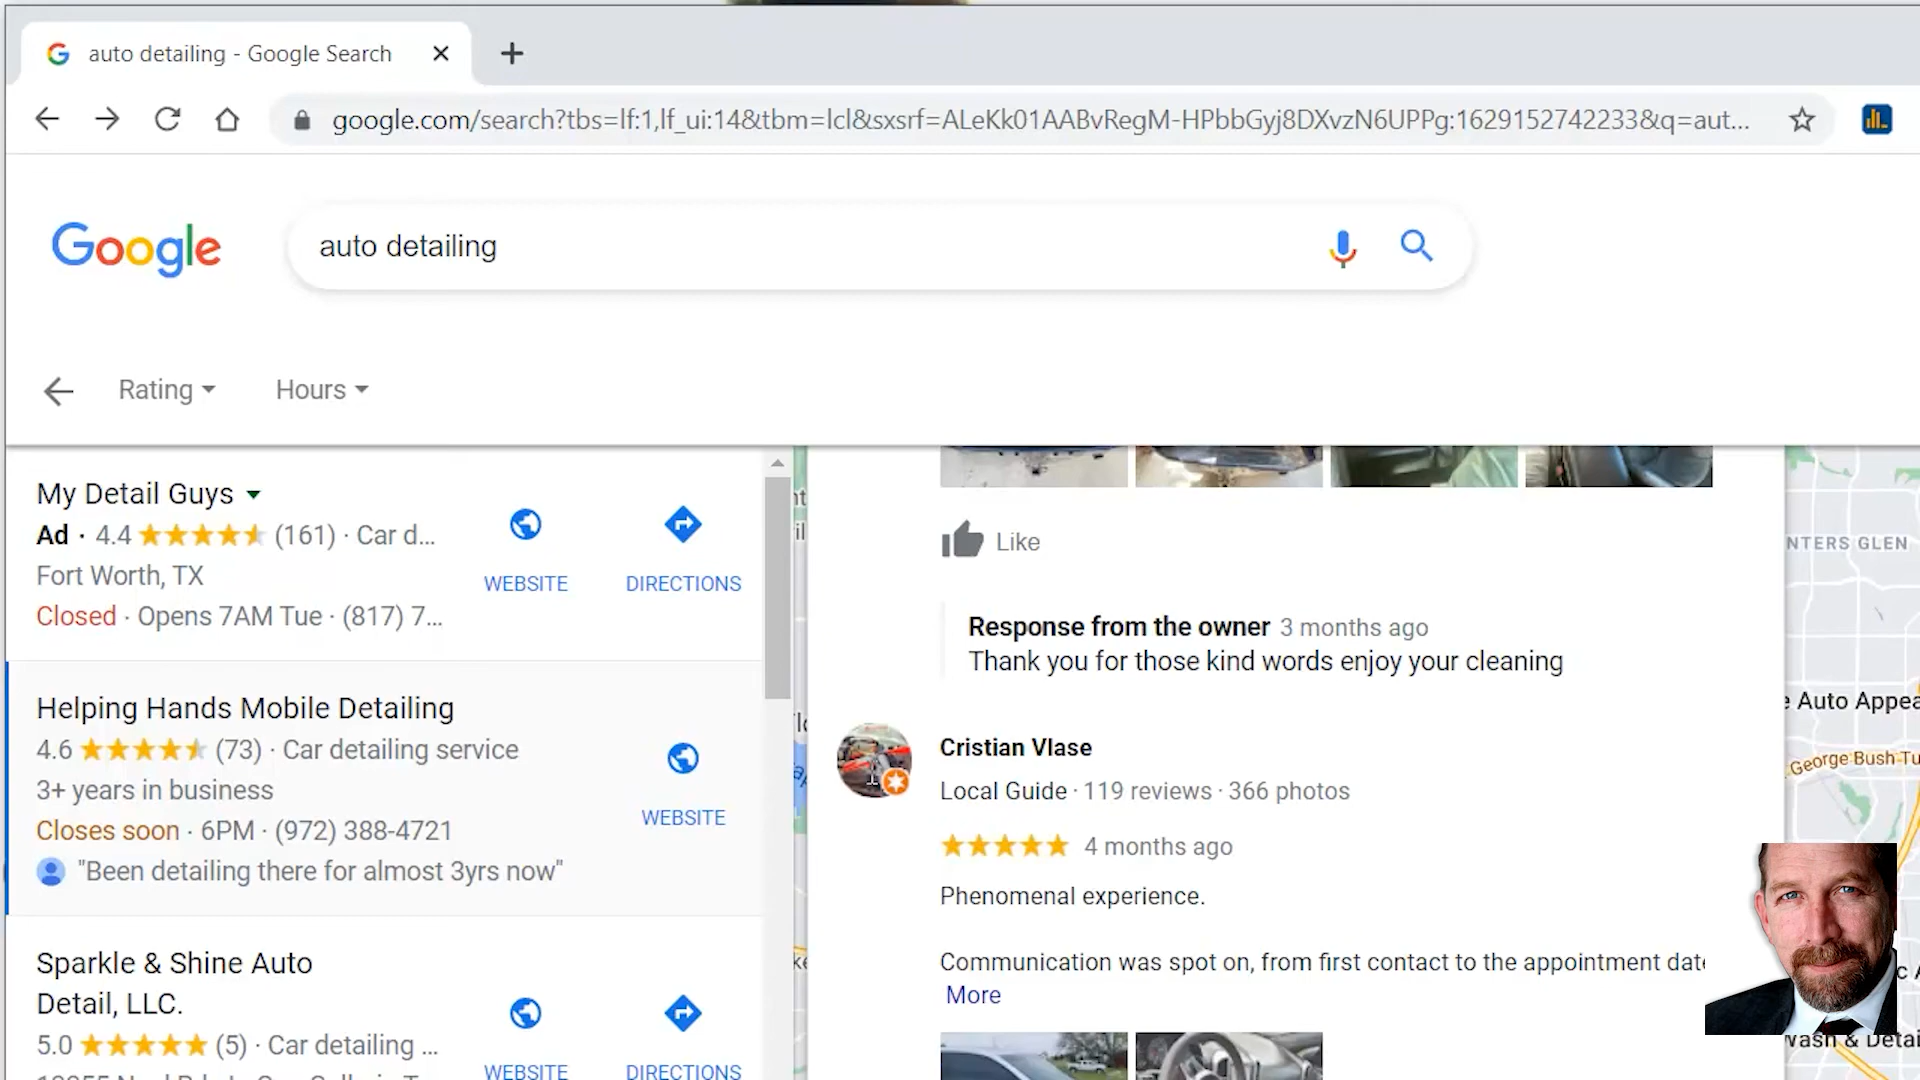 auto detailing - Google Search
google.com/search?tbs=lf:1,lf_ui:14&tbm=lcl&sxsrf=ALeKk01AABvRegM-HPbbGyj8DXvzN6UPPg:1629152742233&q=aut...
Google
auto detailing
Rating
Hours
My Detail Guys
Ad · 4.4 (161) · Car d...
Fort Worth, TX
Closed · Opens 7AM Tue · (817) 7...
WEBSITE
DIRECTIONS
Helping Hands Mobile Detailing
4.6 (73) · Car detailing service
3+ years in business
Closes soon · 6PM · (972) 388-4721
"Been detailing there for almost 3yrs now"
WEBSITE
Sparkle & Shine Auto
Detail, LLC.
5.0 (5) · Car detailing ...
WEBSITE
DIRECTIONS
Like
Response from the owner 3 months ago
Thank you for those kind words enjoy your cleaning
Cristian Vlase
Local Guide · 119 reviews · 366 photos
4 months ago
Phenomenal experience.
Communication was spot on, from first contact to the appointment date
More
NTERS GLEN
e Auto Appea
George Bush Tu
Wash & Detai